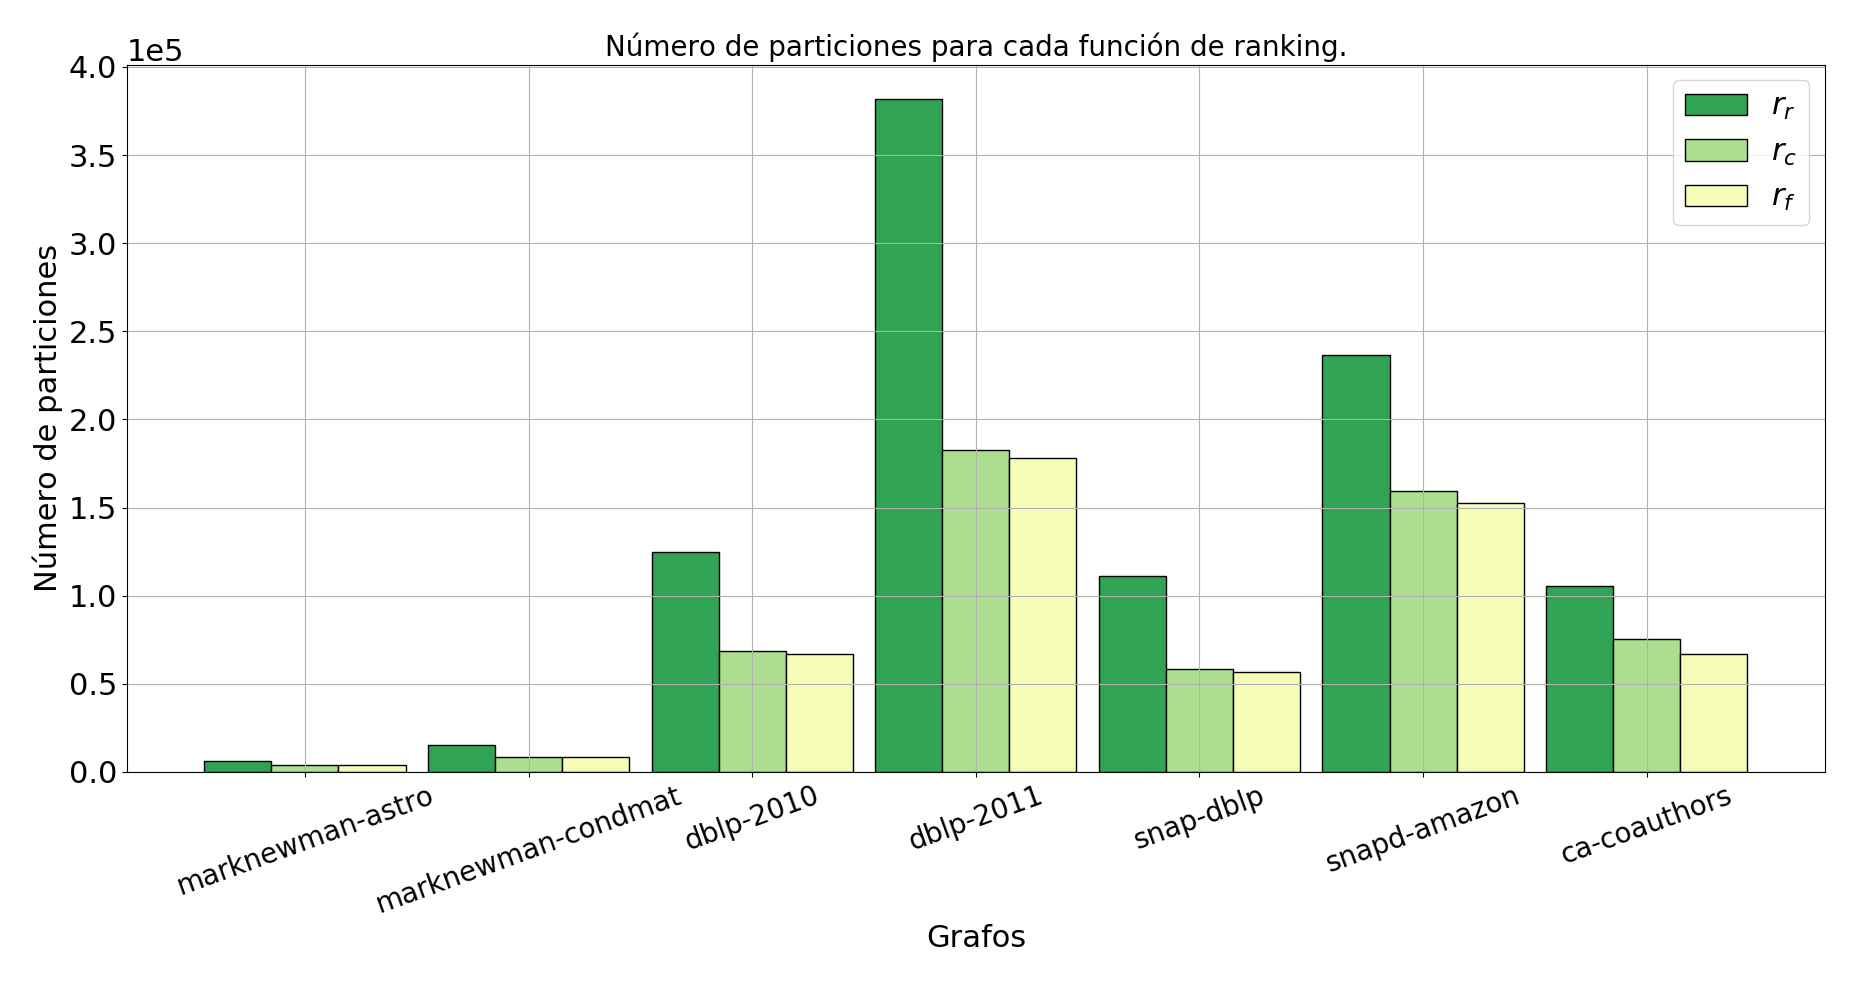 Número de particiones para cada función de ranking.
1e5
4.0
3.5
3.0
2.5
2.0
1.5
1.0
0.5
0.0
Número de particiones
r_r
r_c
r_f
marknewman-astro
marknewman-condmat
dblp-2010
dblp-2011
snap-dblp
snapd-amazon
ca-coauthors
Grafos